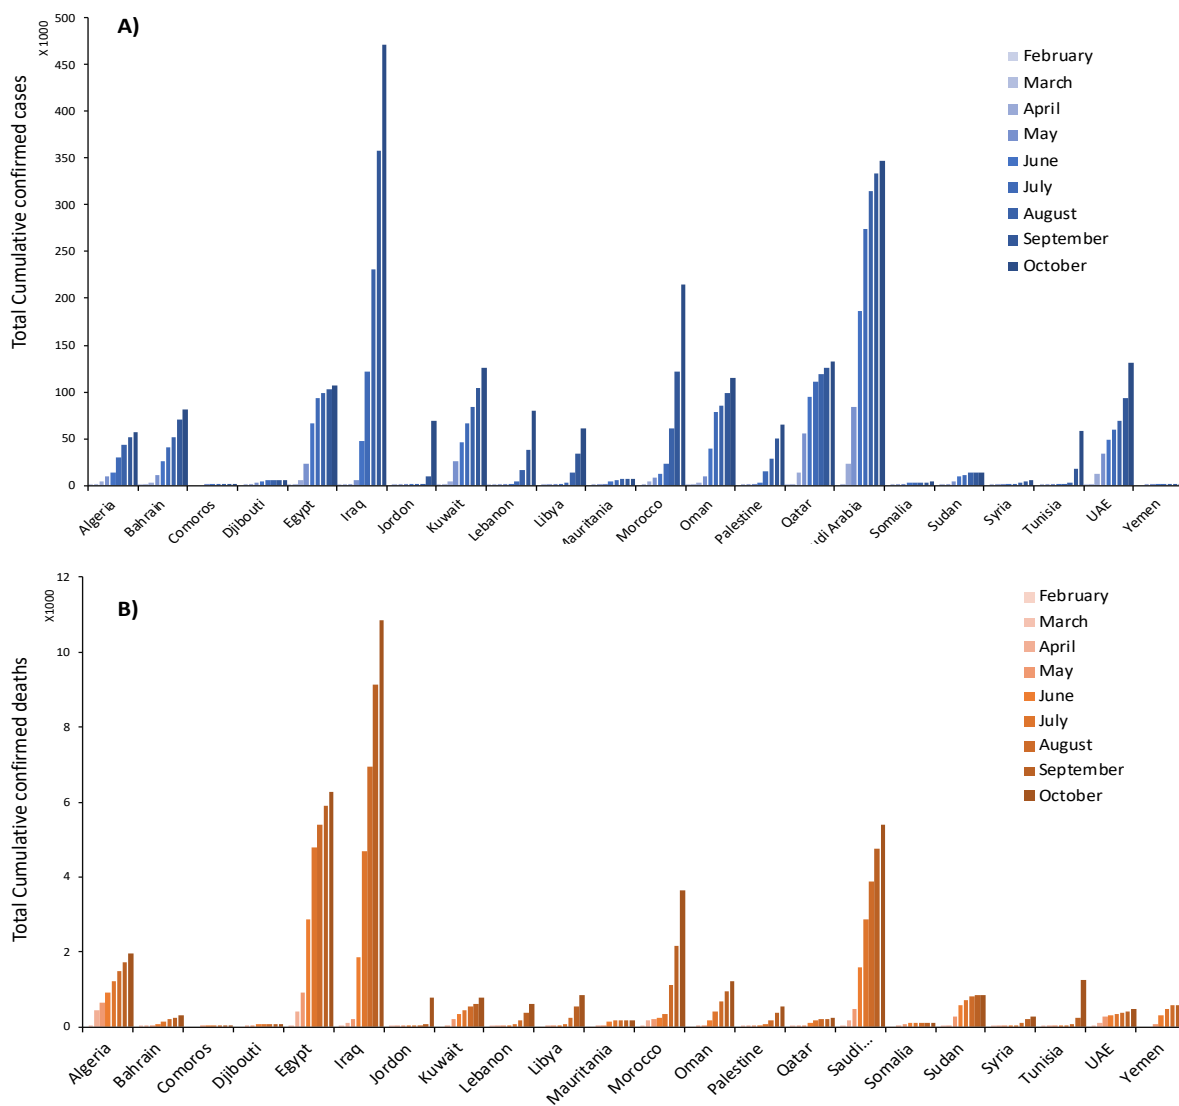 A)
X 1000
Total Cumulative confirmed cases
500
450
400
350
300
250
200
150
100
50
0
February
March
April
May
June
July
August
September
October
Algeria
Bahrain
Comoros
Djibouti
Egypt
Iraq
Jordon
Kuwait
Lebanon
Libya
Mauritania
Morocco
Oman
Palestine
Qatar
udi Arabia
Somalia
Sudan
Syria
Tunisia
UAE
Yemen
B)
X1000
Total Cumulative confirmed deaths
12
10
8
6
4
2
0
February
March
April
May
June
July
August
September
October
Algeria
Bahrain
Comoros
Djibouti
Egypt
Iraq
Jordon
Kuwait
Lebanon
Libya
Mauritania
Morocco
Oman
Palestine
Qatar
Saudi...
Somalia
Sudan
Syria
Tunisia
UAE
Yemen